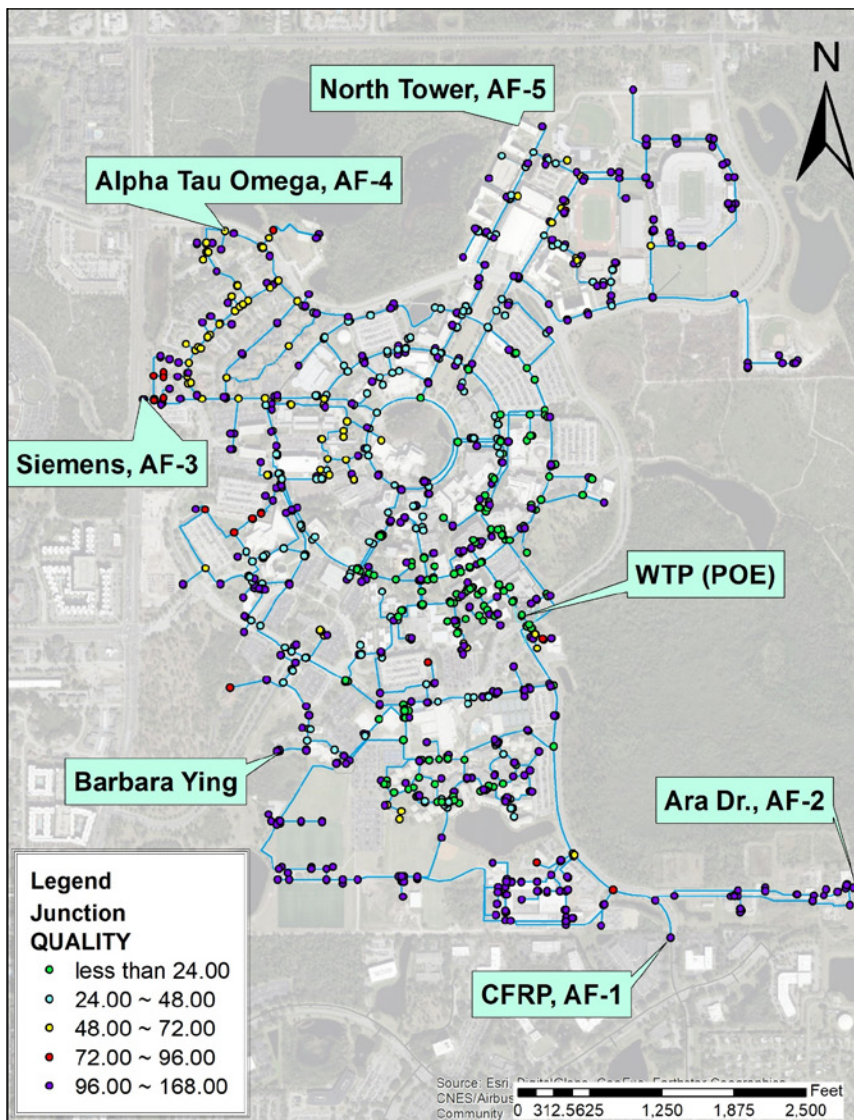 North Tower, AF-5
N
Alpha Tau Omega, AF-4
Siemens, AF-3
WTP (POE)
Barbara Ying
Ara Dr., AF-2
CFRP, AF-1
Legend
Junction
QUALITY
less than 24.00
24.00 ~ 48.00
48.00 ~ 72.00
72.00 ~ 96.00
96.00 ~ 168.00
Source: Esri,
CNES/Airbus
Community
Feet
0 312.5625 1,250 1,875 2,500